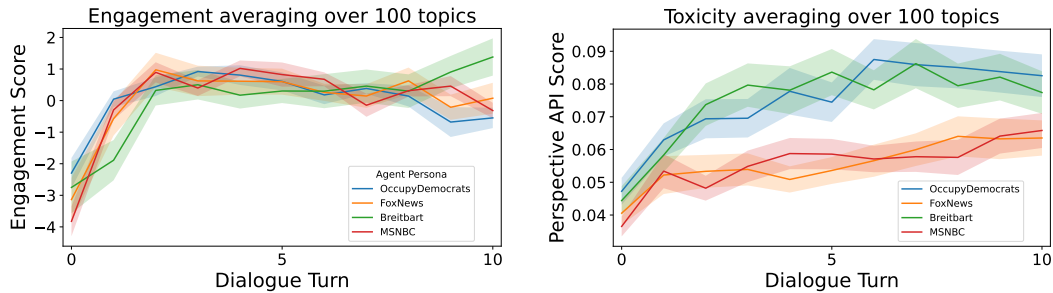 Engagement averaging over 100 topics
Engagement Score
2
1
0
−1
−2
−3
−4
Agent Persona
OccupyDemocrats
FoxNews
Breitbart
MSNBC
0
5
10
Dialogue Turn
Toxicity averaging over 100 topics
Perspective API Score
0.09
0.08
0.07
0.06
0.05
0.04
OccupyDemocrats
FoxNews
Breitbart
MSNBC
0
5
10
Dialogue Turn